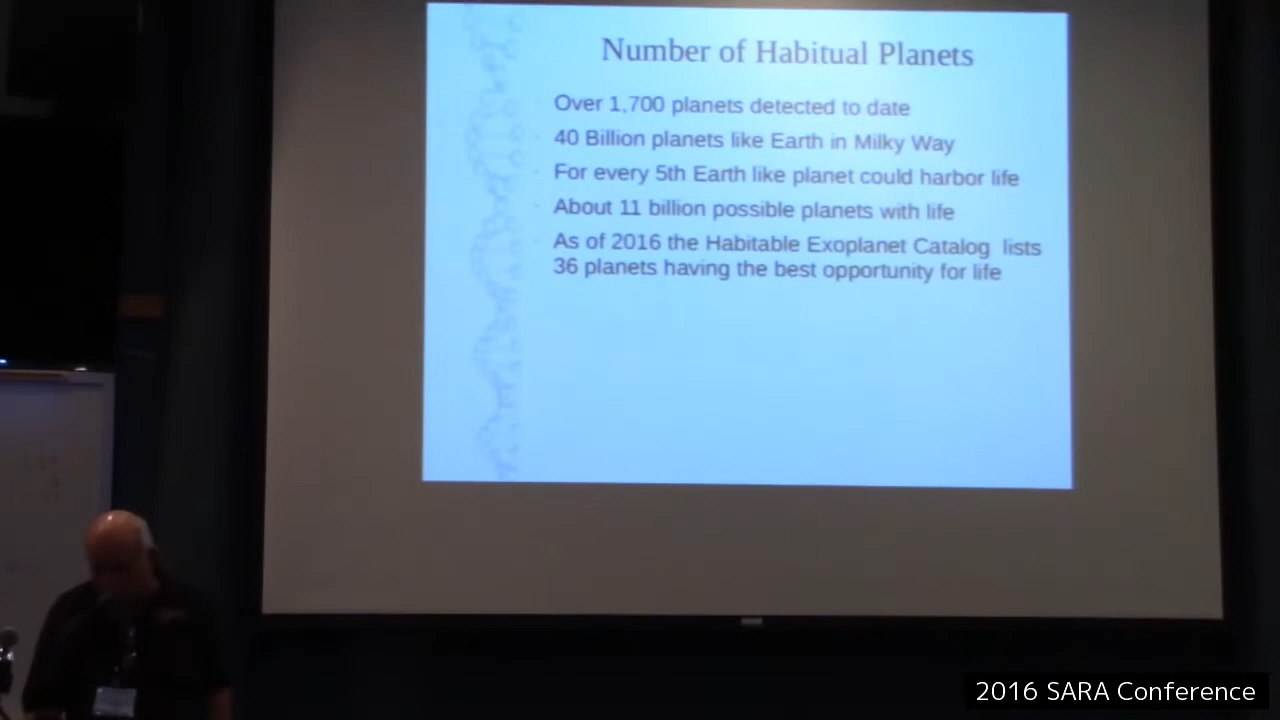 Number of Habitual Planets
Over 1,700 planets detected to date
40 Billion planets like Earth in Milky Way
For every 5th Earth like planet could harbor life
About 11 billion possible planets with life
As of 2016 the Habitable Exoplanet Catalog lists
36 planets having the best opportunity for life
2016 SARA Conference